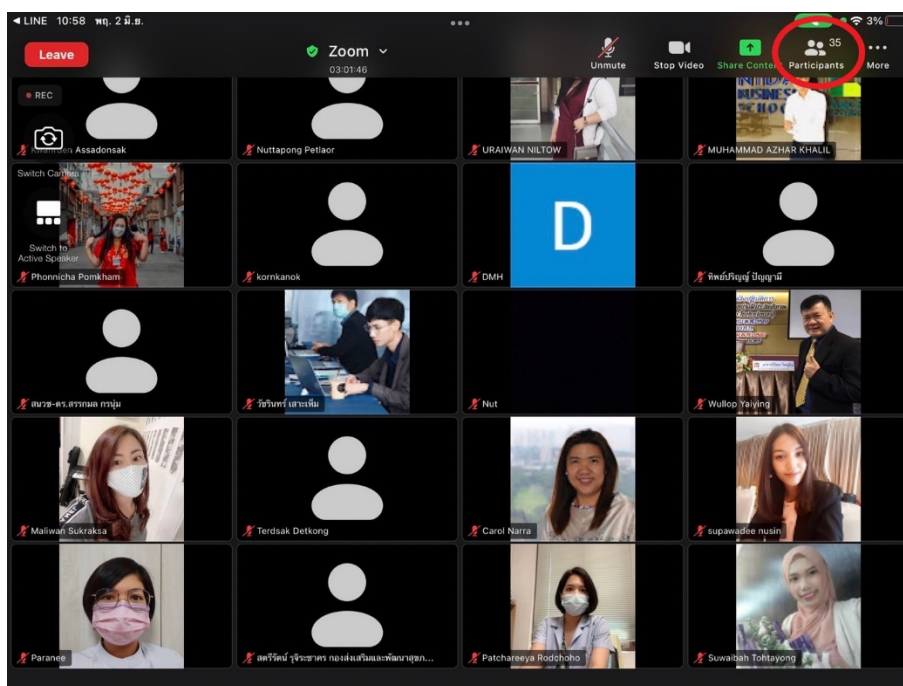 LINE 10:58 พฤ. 2 มิ.ย.
3%
Leave
Zoom
03:01:46
Unmute
Stop Video
Share Content
35
Participants
More
REC
Assadonsak
Nuttapong Petlaor
URAIWAN NILTOW
BUSINESS
MUHAMMAD AZHAR KHALIL
Switch Camera
Switch to
Active Speaker
Phonnicha Pomkham
kornkanok
D
DMH
ทิพย์ปริญญ์ ปัญญามี
สนวช-ดร.สรรกมล กรนุ่ม
วัชรินทร์ เสาะเห็ม
Nut
Wullop Yaiying
Maliwan Sukraksa
Terdsak Detkong
Carol Narra
supawadee nusin
Paranee
สตรีรัตน์ รุจิระชาคร กองส่งเสริมและพัฒนาสุขภ...
Patchareeya Rodchoho
Suwaibah Tohtayong